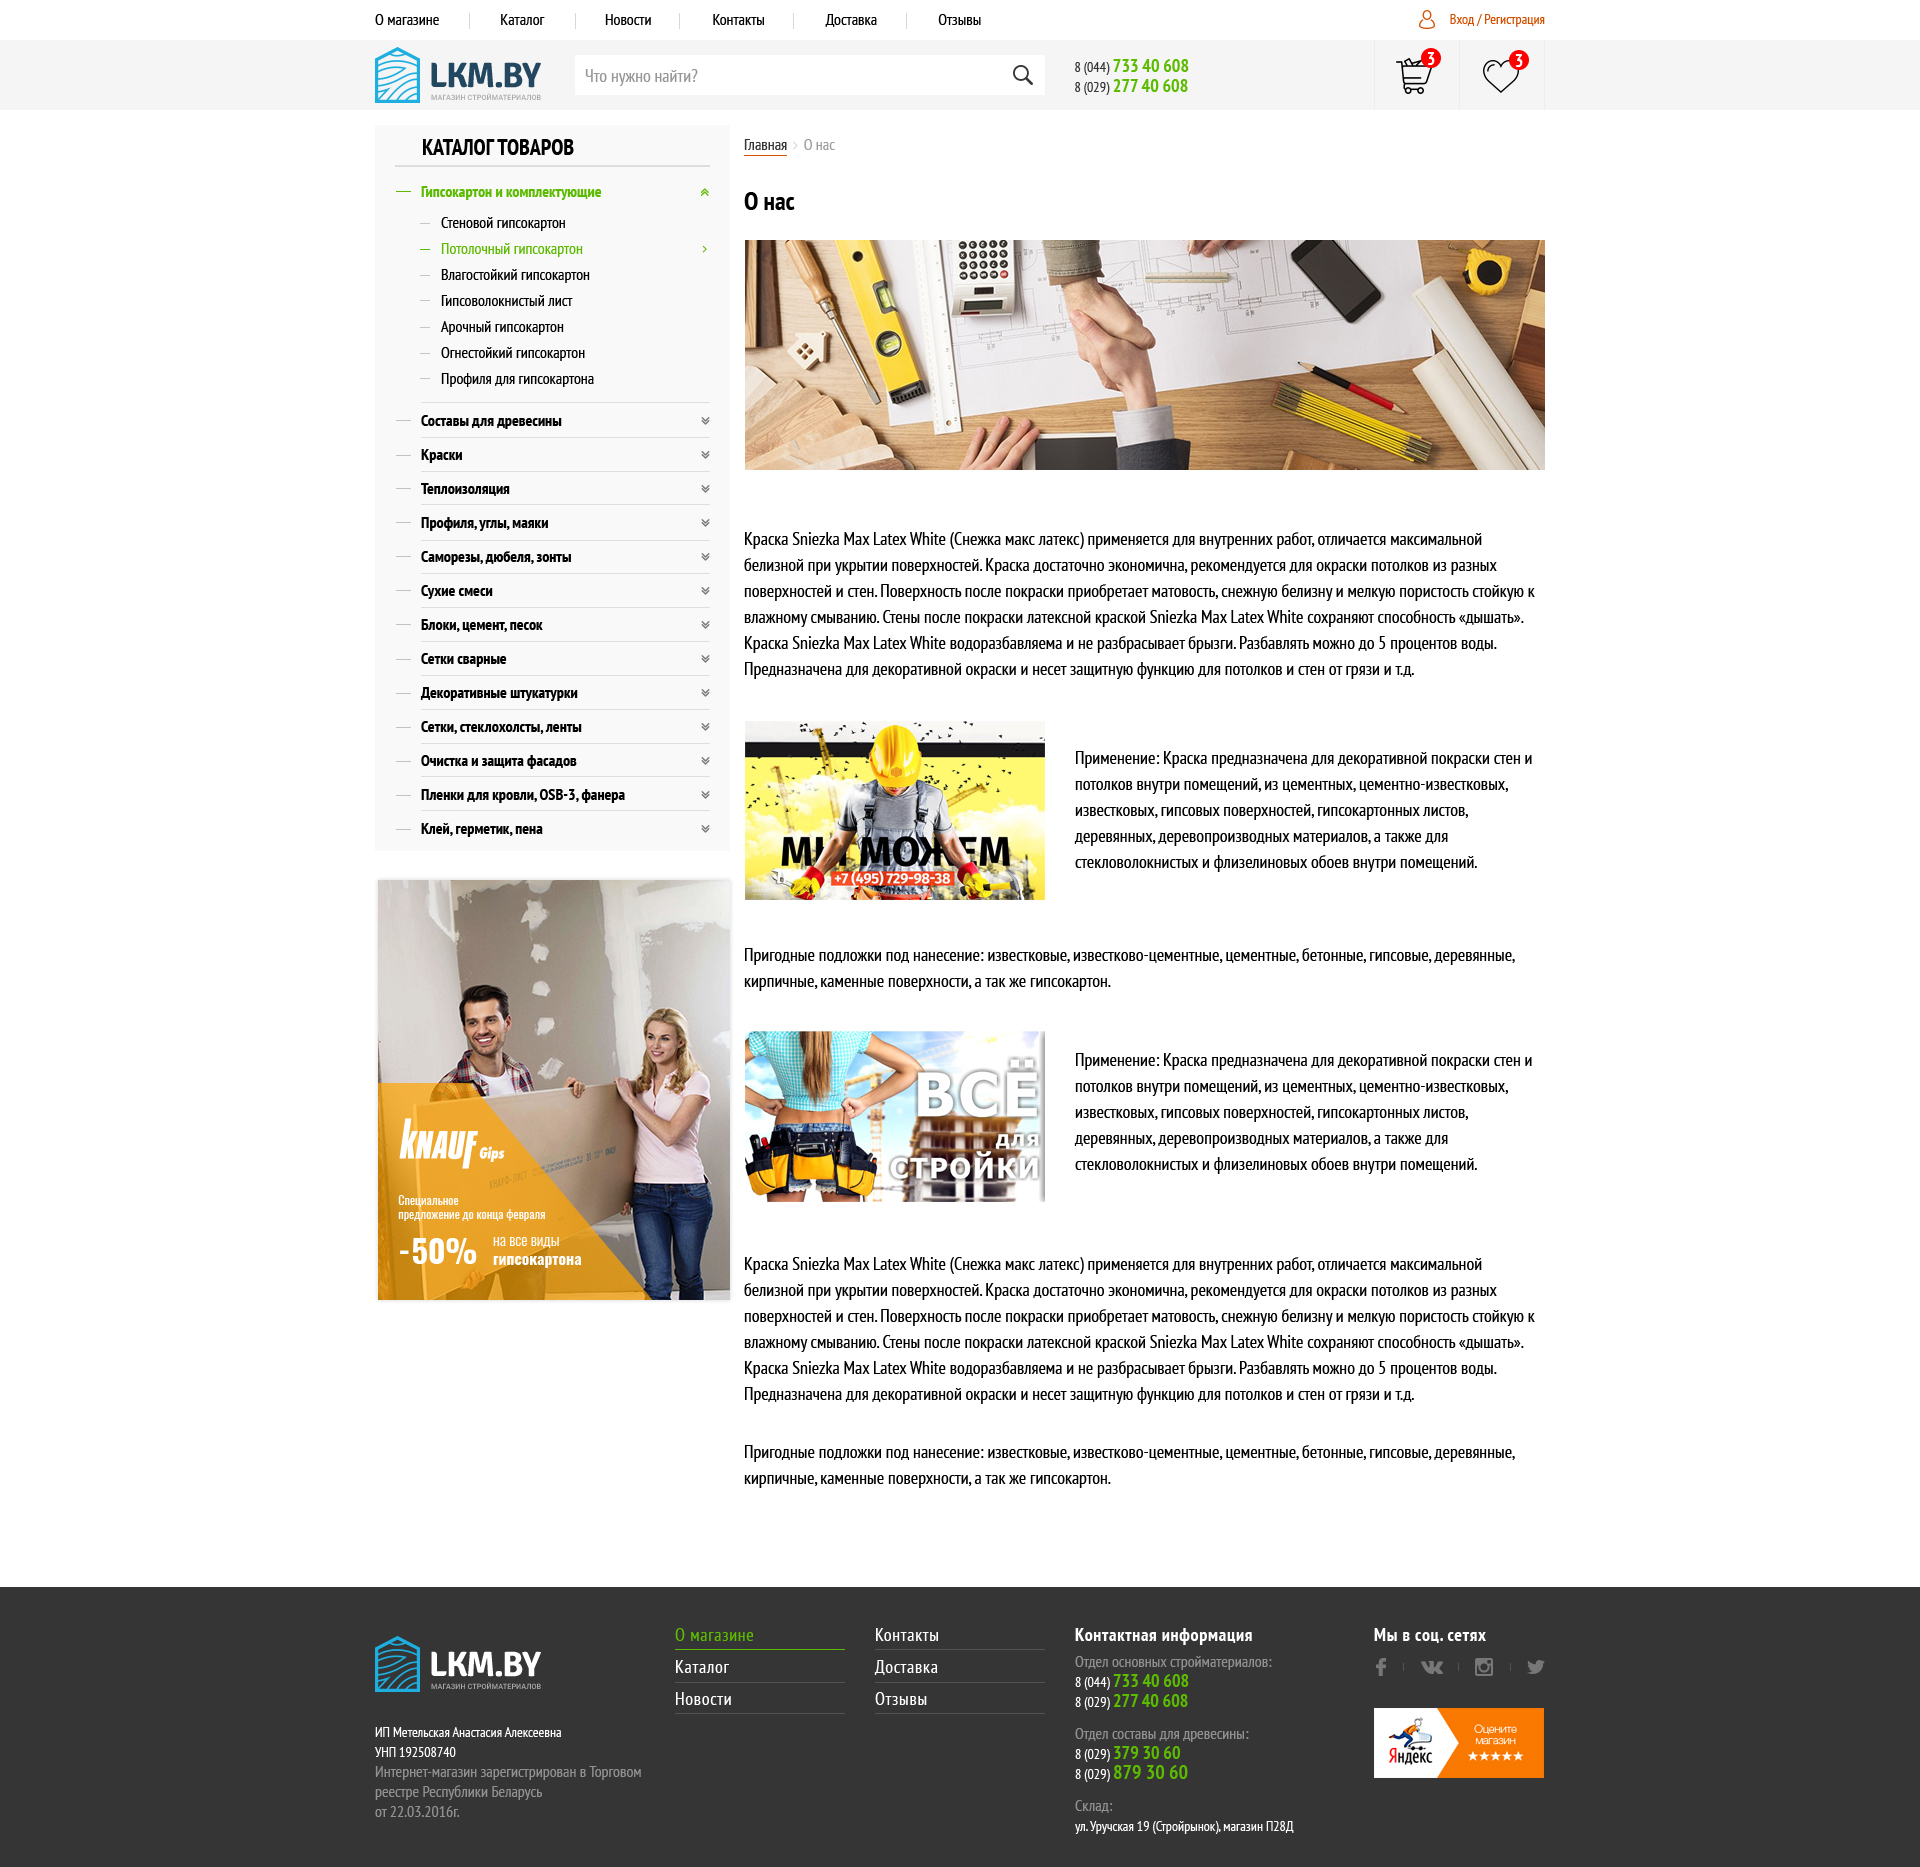 О магазине
Каталог
Новости
Контакты
Доставка
Отзывы
Вход / Регистрация
LKM.BY
МАГАЗИН СТРОЙМАТЕРИАЛОВ
Что нужно найти?
8 (044) 733 40 608
8 (029) 277 40 608
3
3
КАТАЛОГ ТОВАРОВ
Гипсокартон и комплектующие
Стеновой гипсокартон
Потолочный гипсокартон
Влагостойкий гипсокартон
Гипсоволокнистый лист
Арочный гипсокартон
Огнестойкий гипсокартон
Профиля для гипсокартона
Составы для древесины
Краски
Теплоизоляция
Профиля, углы, маяки
Саморезы, дюбеля, зонты
Сухие смеси
Блоки, цемент, песок
Сетки сварные
Декоративные штукатурки
Сетки, стеклохолсты, ленты
Очистка и защита фасадов
Пленки для кровли, OSB-3, фанера
Клей, герметик, пена
KNAUF Gips
Специальное
предложение до конца февраля
-50%
на все виды
гипсокартона
Главная › О нас
О нас
Краска Sniezka Max Latex White (Снежка макс латекс) применяется для внутренних работ, отличается максимальной
белизной при укрытии поверхностей. Краска достаточно экономична, рекомендуется для окраски потолков из разных
поверхностей и стен. Поверхность после покраски приобретает матовость, снежную белизну и мелкую пористость стойкую к
влажному смыванию. Стены после покраски латексной краской Sniezka Max Latex White сохраняют способность «дышать».
Краска Sniezka Max Latex White водоразбавляема и не разбрасывает брызги. Разбавлять можно до 5 процентов воды.
Предназначена для декоративной окраски и несет защитную функцию для потолков и стен от грязи и т.д.
МЫ МОЖЕМ
+7 (495) 729-98-38
Применение: Краска предназначена для декоративной покраски стен и
потолков внутри помещений, из цементных, цементно-известковых,
известковых, гипсовых поверхностей, гипсокартонных листов,
деревянных, деревопроизводных материалов, а также для
стекловолокнистых и флизелиновых обоев внутри помещений.
Пригодные подложки под нанесение: известковые, известково-цементные, цементные, бетонные, гипсовые, деревянные,
кирпичные, каменные поверхности, а так же гипсокартон.
ВСЁ
для
СТРОЙКИ
Применение: Краска предназначена для декоративной покраски стен и
потолков внутри помещений, из цементных, цементно-известковых,
известковых, гипсовых поверхностей, гипсокартонных листов,
деревянных, деревопроизводных материалов, а также для
стекловолокнистых и флизелиновых обоев внутри помещений.
Краска Sniezka Max Latex White (Снежка макс латекс) применяется для внутренних работ, отличается максимальной
белизной при укрытии поверхностей. Краска достаточно экономична, рекомендуется для окраски потолков из разных
поверхностей и стен. Поверхность после покраски приобретает матовость, снежную белизну и мелкую пористость стойкую к
влажному смыванию. Стены после покраски латексной краской Sniezka Max Latex White сохраняют способность «дышать».
Краска Sniezka Max Latex White водоразбавляема и не разбрасывает брызги. Разбавлять можно до 5 процентов воды.
Предназначена для декоративной окраски и несет защитную функцию для потолков и стен от грязи и т.д.
Пригодные подложки под нанесение: известковые, известково-цементные, цементные, бетонные, гипсовые, деревянные,
кирпичные, каменные поверхности, а так же гипсокартон.
LKM.BY
МАГАЗИН СТРОЙМАТЕРИАЛОВ
ИП Метельская Анастасия Алексеевна
УНП 192508740
Интернет-магазин зарегистрирован в Торговом
реестре Республики Беларусь
от 22.03.2016г.
О магазине
Каталог
Новости
Контакты
Доставка
Отзывы
Контактная информация
Отдел основных стройматериалов:
8 (044) 733 40 608
8 (029) 277 40 608
Отдел составы для древесины:
8 (029) 379 30 60
8 (029) 879 30 60
Склад:
ул. Уручская 19 (Стройрынок), магазин П28Д
Мы в соц. сетях
Яндекс
Оцените
магазин